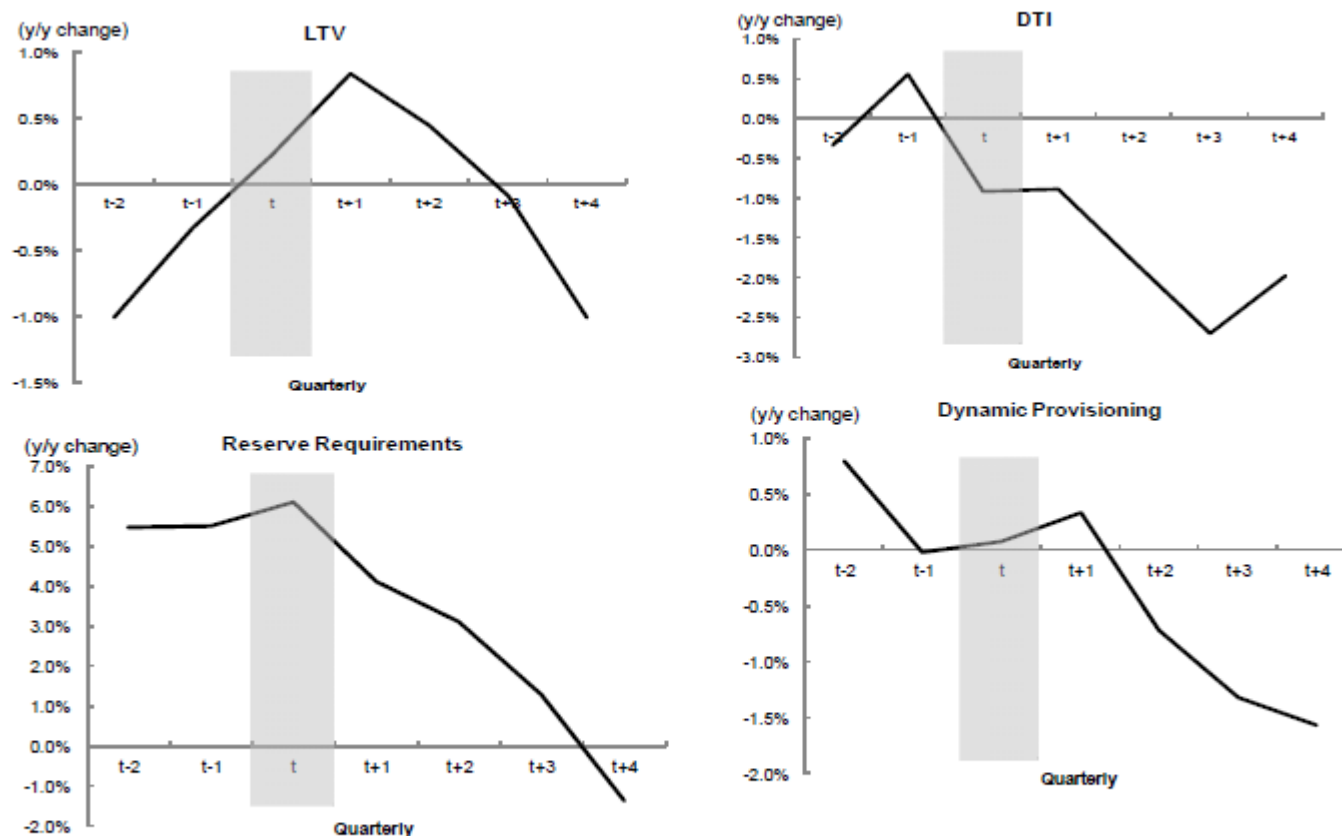 (y/y change)
LTV
1.0%
0.5%
0.0%
-0.5%
-1.0%
-1.5%
t-2 t-1 t t+1 t+2 t+3 t+4
Quarterly
DTI
(y/y change)
1.0%
0.5%
0.0%
-0.5%
-1.0%
-1.5%
-2.0%
-2.5%
-3.0%
t-2 t-1 t t+1 t+2 t+3 t+4
Quarterly
(y/y change)
Reserve Requirements
7.0%
6.0%
5.0%
4.0%
3.0%
2.0%
1.0%
0.0%
-1.0%
-2.0%
t-2 t-1 t t+1 t+2 t+3 t+4
Quarterly
Dynamic Provisioning
(y/y change)
1.0%
0.5%
0.0%
-0.5%
-1.0%
-1.5%
-2.0%
t-2 t-1 t t+1 t+2 t+3 t+4
Quarterly